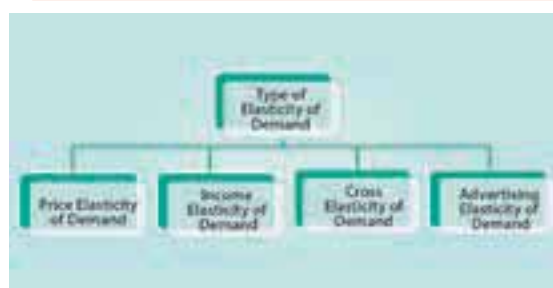 Type of
Elasticity of
Demand
Price Elasticity
of Demand
Income
Elasticity of
Demand
Cross
Elasticity of
Demand
Advertising
Elasticity of
Demand